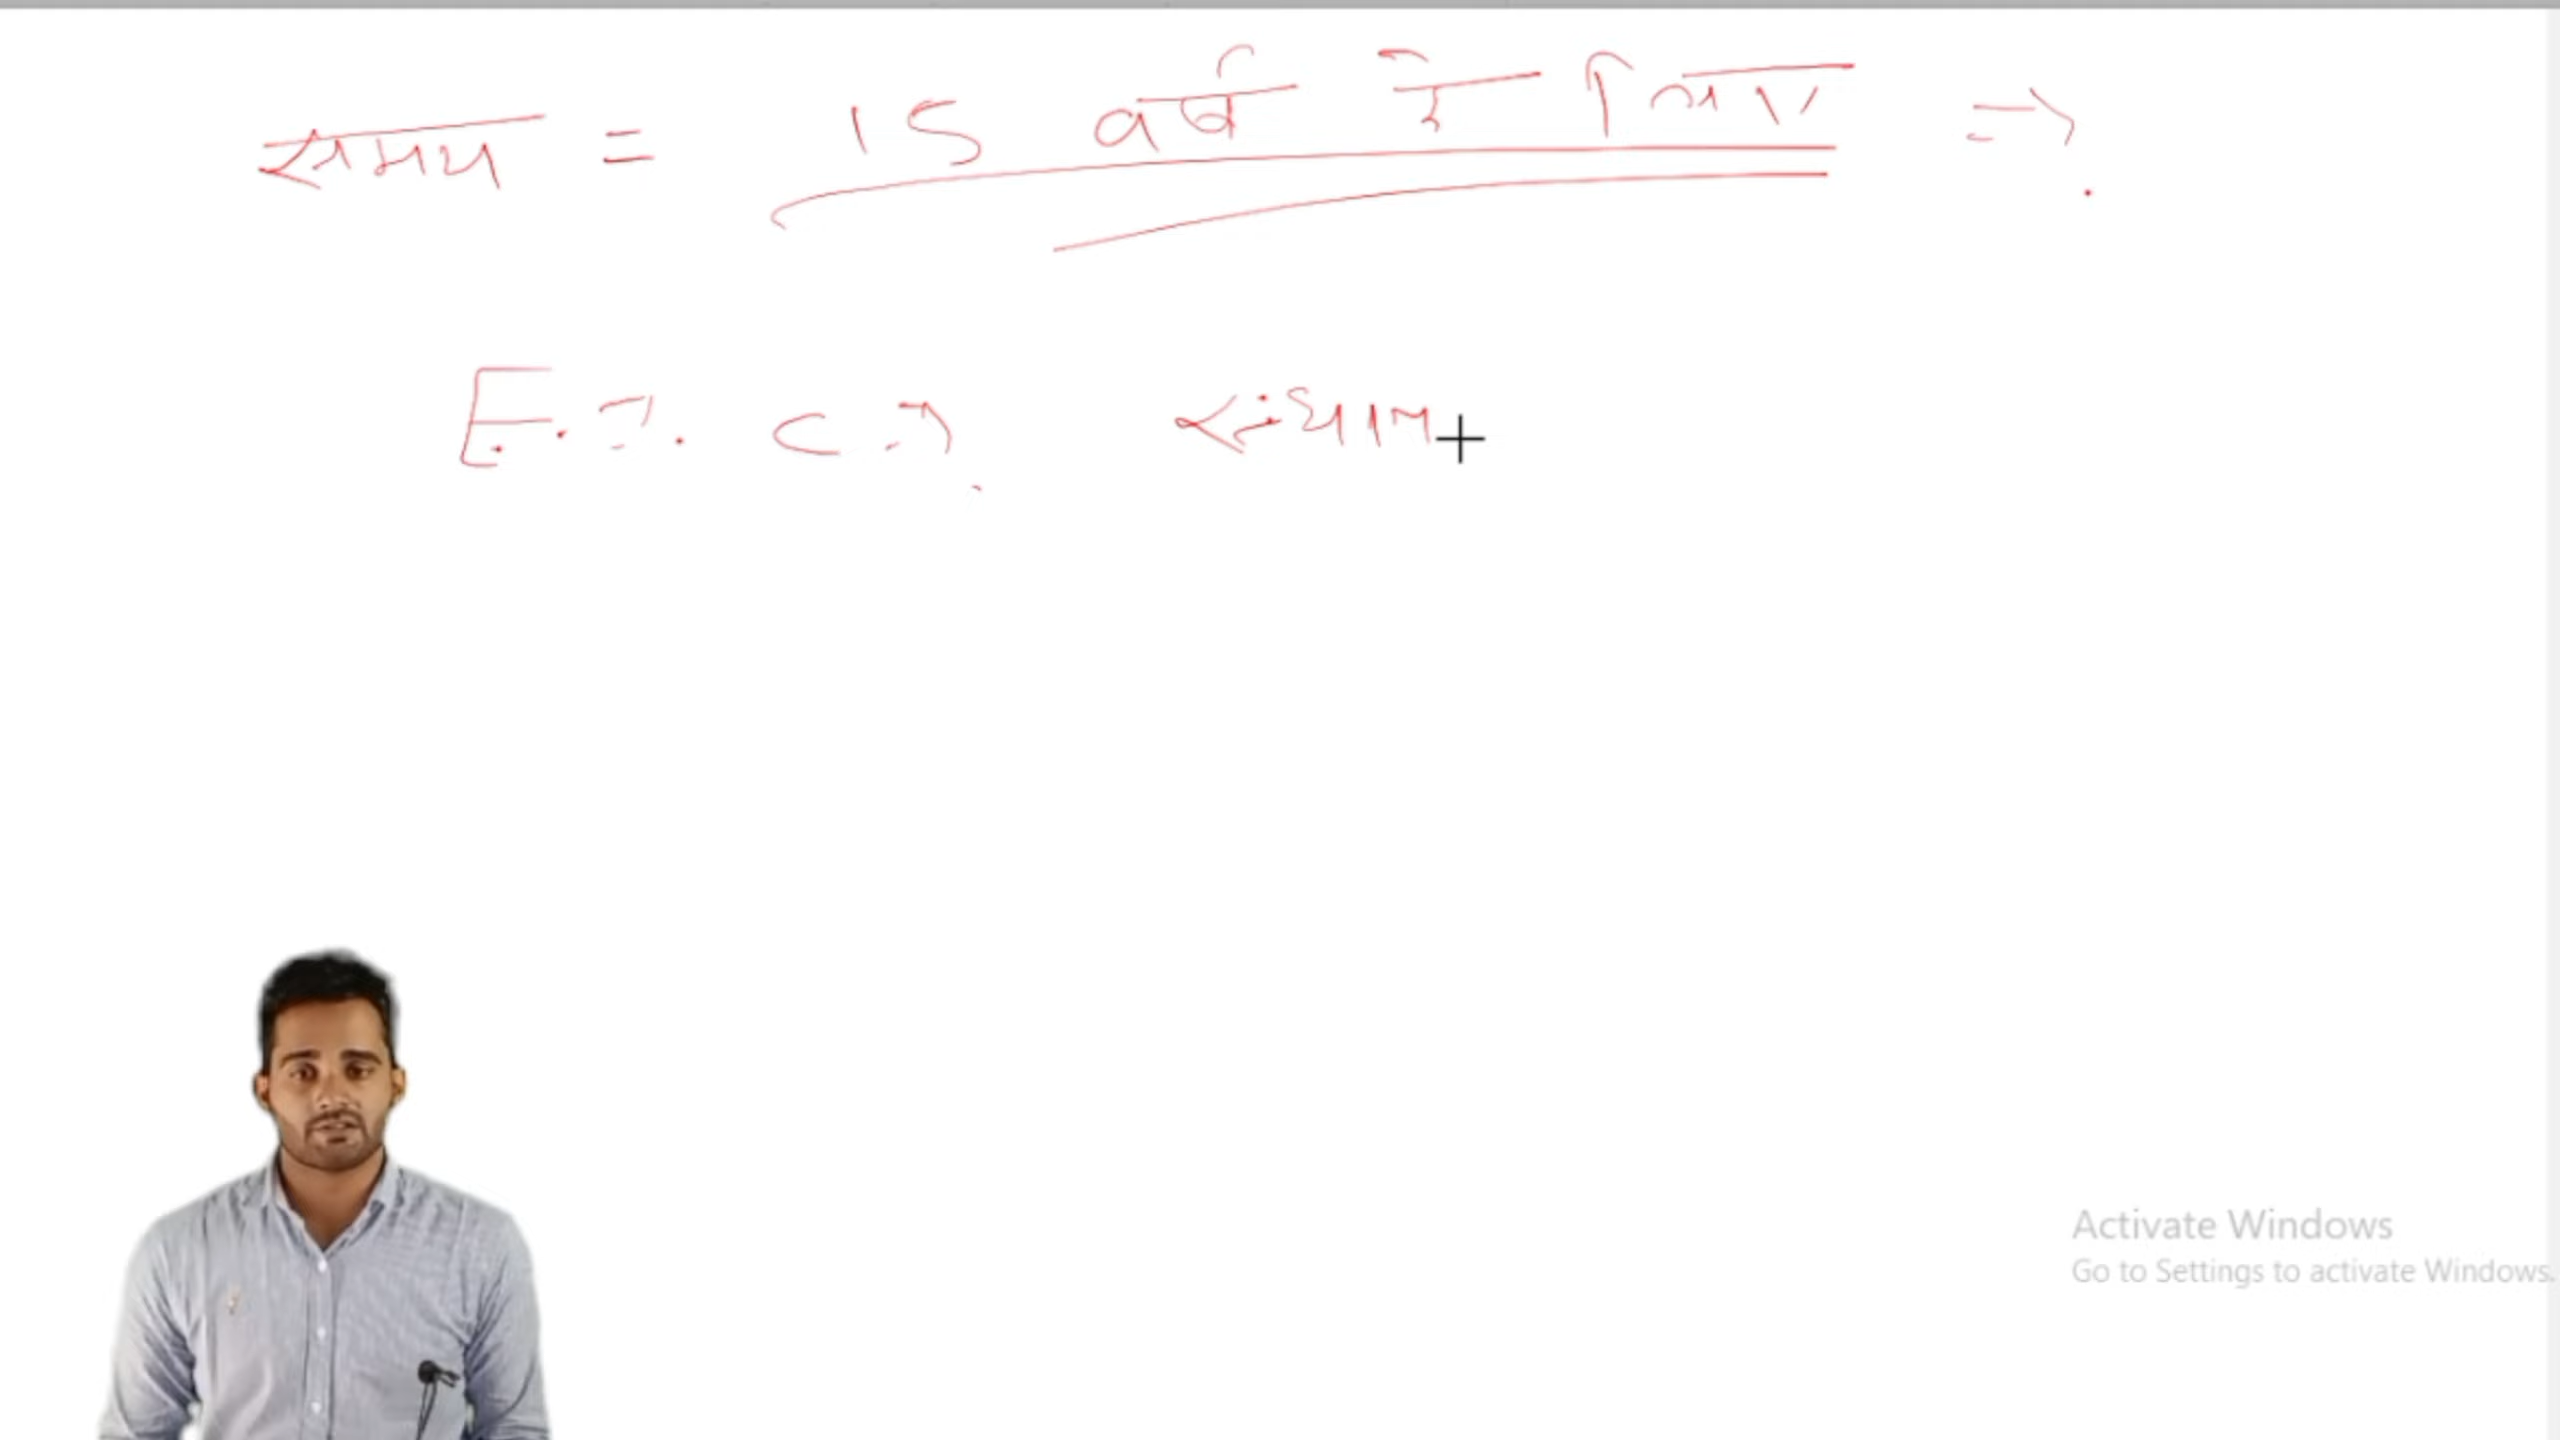 समय = 15 वर्ष के लिए ⇒
E. I. C. →
Activate Windows
Go to Settings to activate Windows.